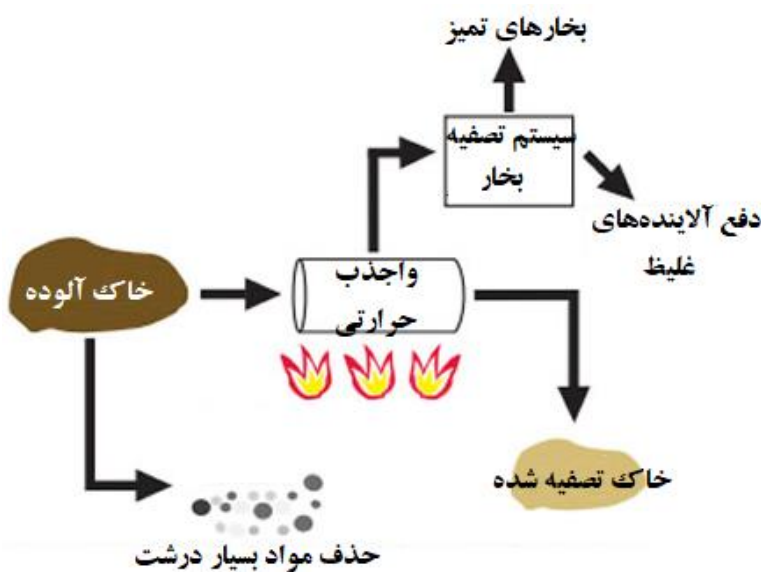 بخارهای تمیز
سیستم تصفیه
بخار
دفع آلاینده‌های
غلیظ
واجذب
حرارتی
خاک آلوده
خاک تصفیه شده
حذف مواد بسیار درشت